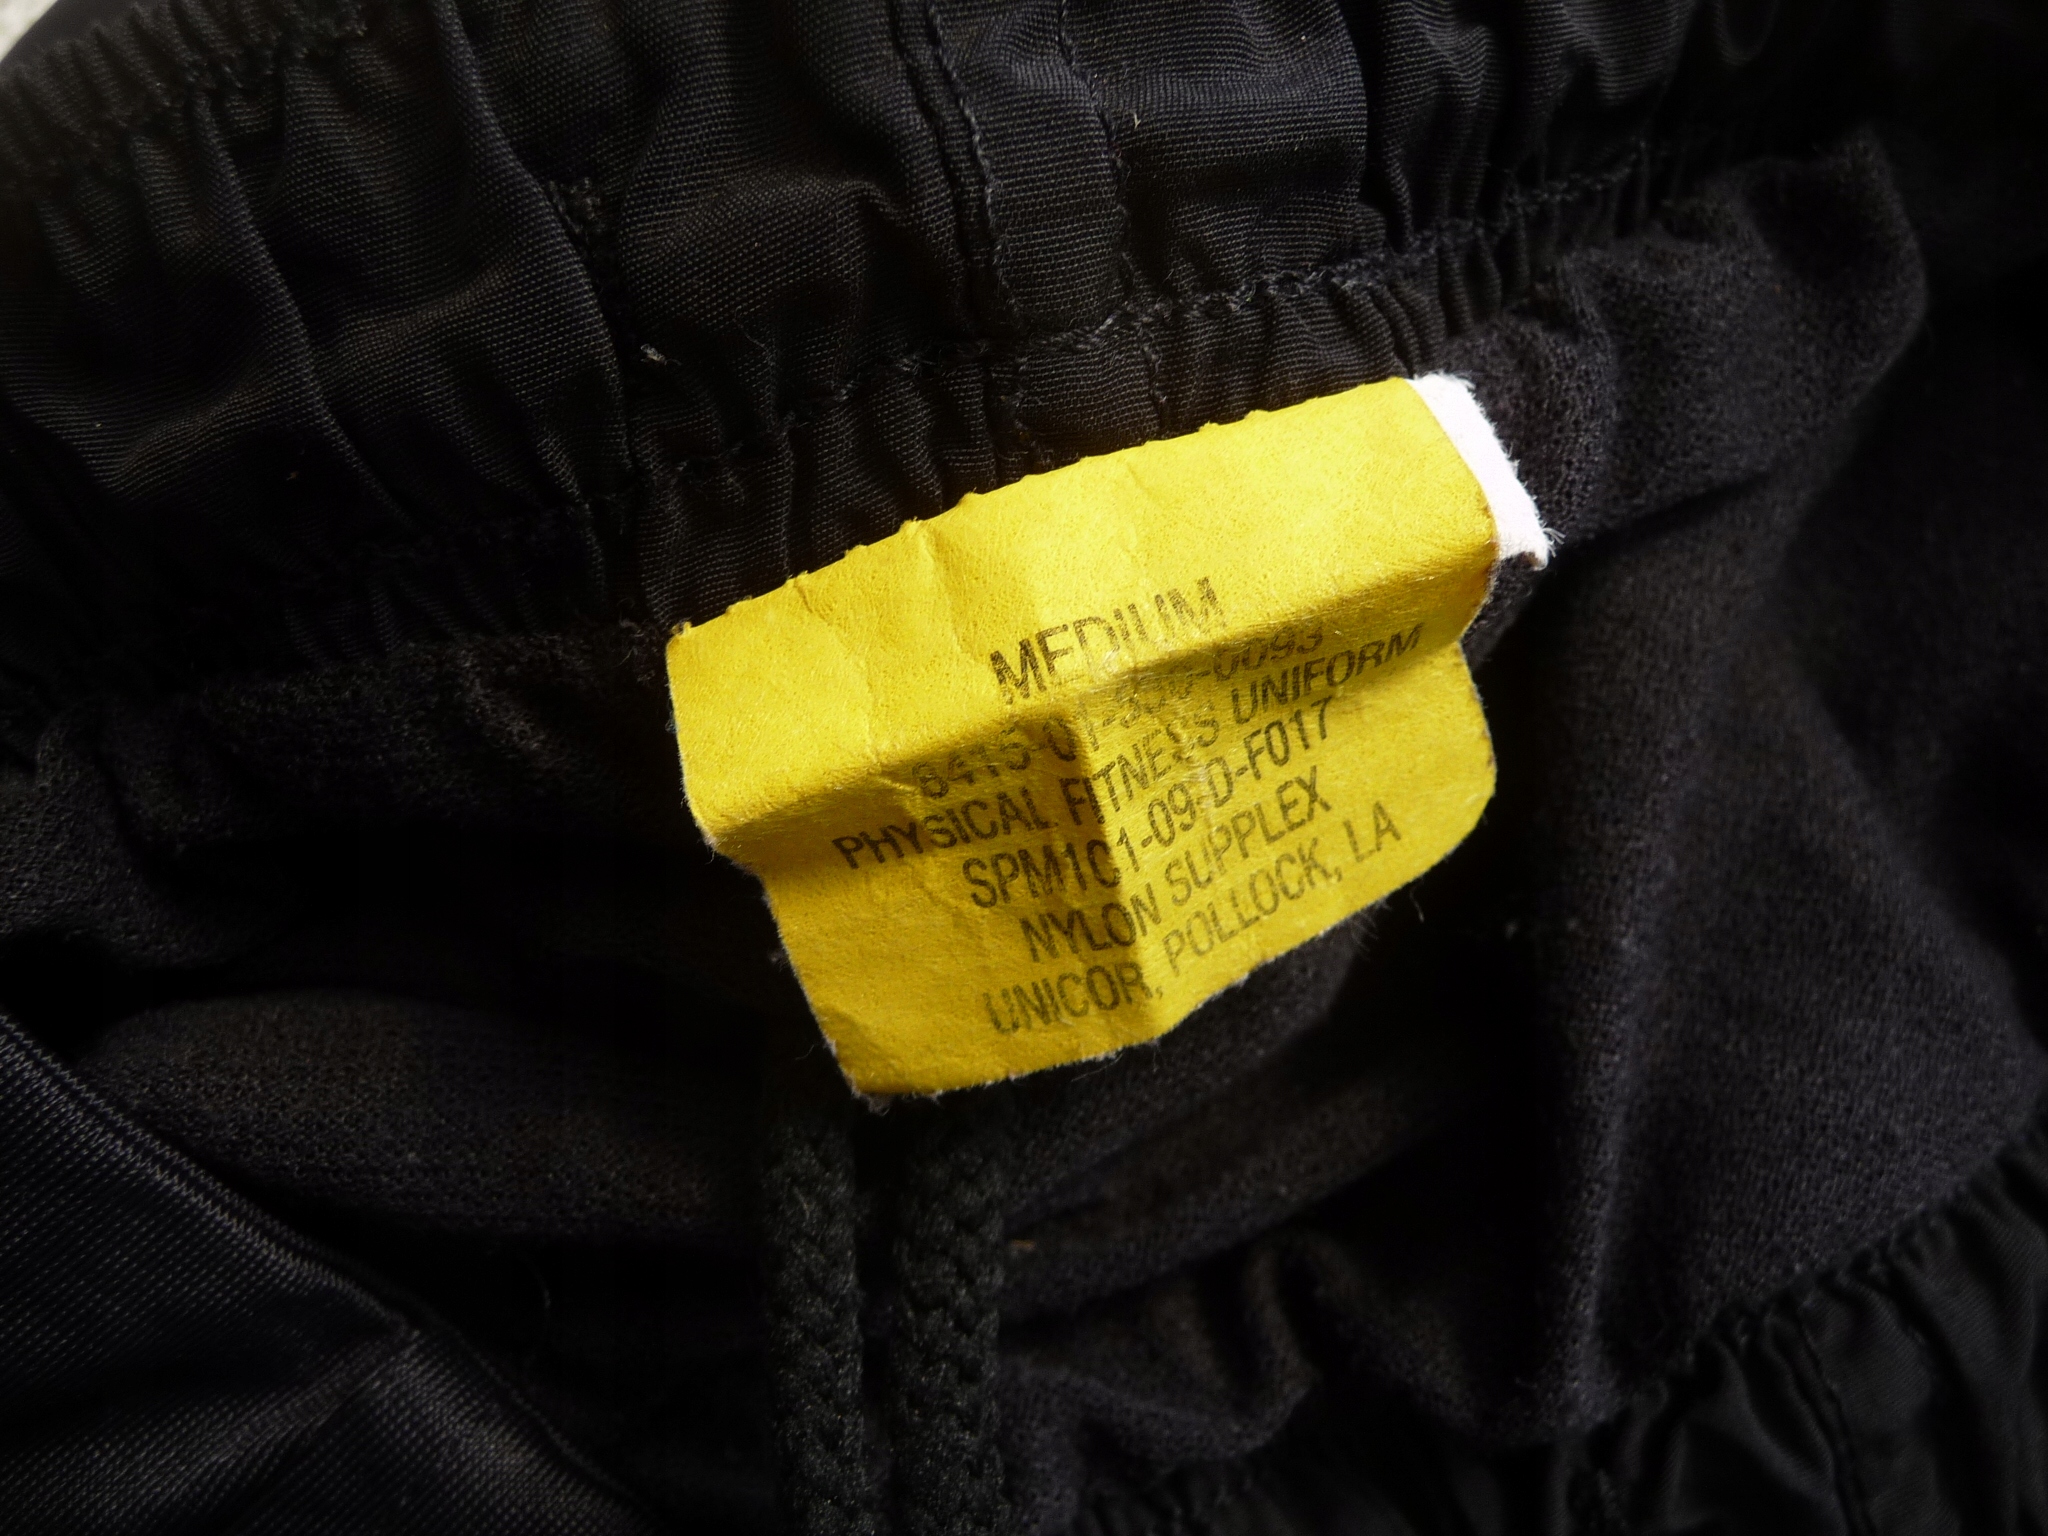 MEDIUM
PHYSICAL FITNESS UNIFORM
SPM1C1-09-D-F017
NYLON SUPPLEX
UNICOR, POLLOCK, LA